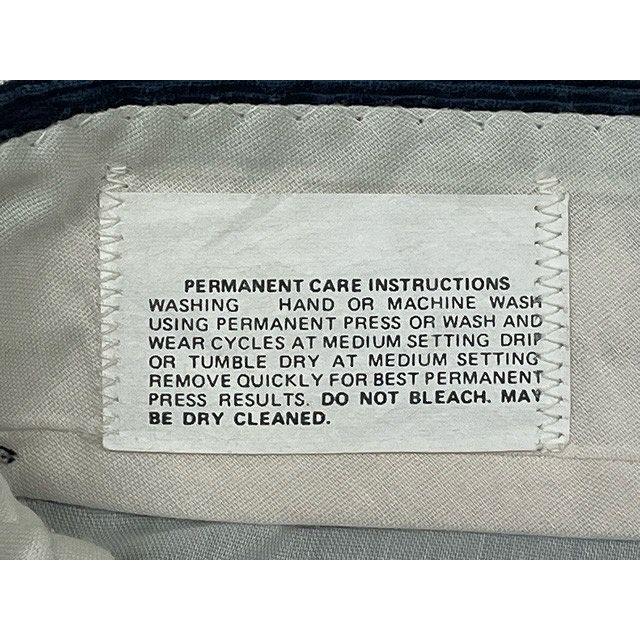 PERMANENT CARE INSTRUCTIONS
WASHING HAND OR MACHINE WASH
USING PERMANENT PRESS OR WASH AND
WEAR CYCLES AT MEDIUM SETTING DRIP
OR TUMBLE DRY AT MEDIUM SETTING
REMOVE QUICKLY FOR BEST PERMANENT
PRESS RESULTS. DO NOT BLEACH. MAY
BE DRY CLEANED.